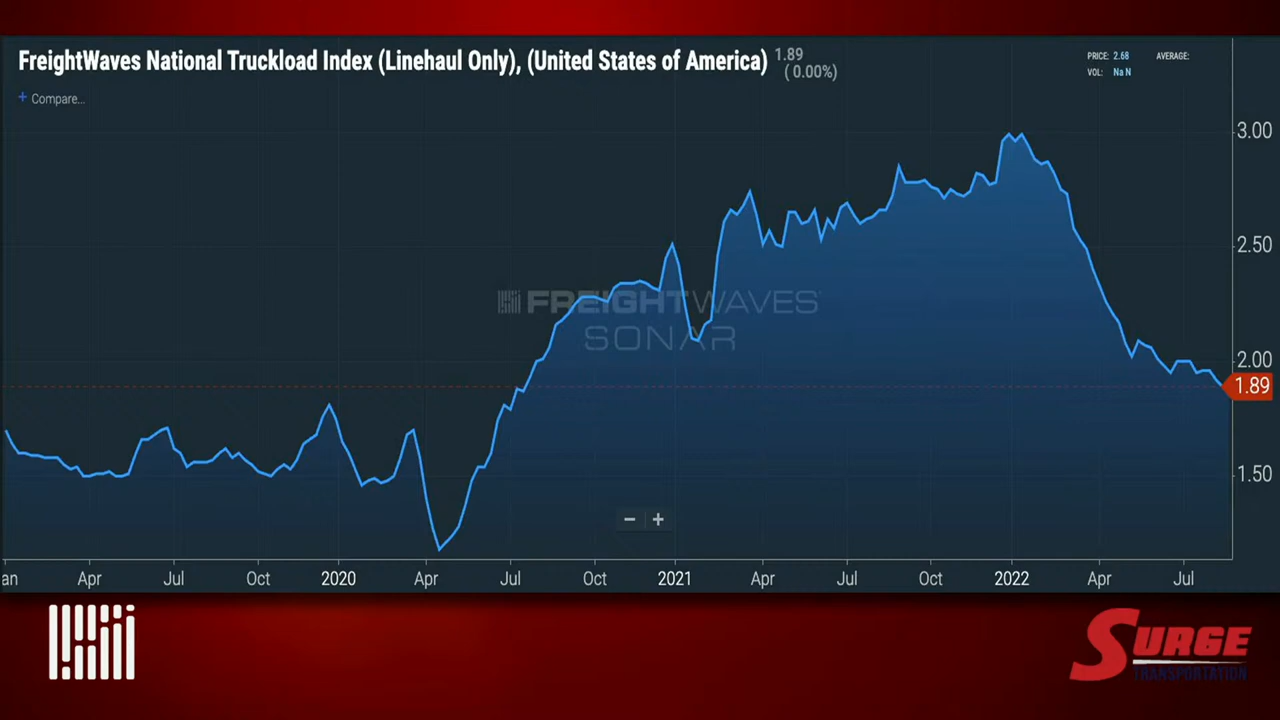 FreightWaves National Truckload Index (Linehaul Only), (United States of America) 1.89
( 0.00%)
PRICE: 2.68 AVERAGE:
VOL: Na N
+ Compare...
3.00
2.50
FREIGHTWAVES
SONAR
2.00
1.89
1.50
− +
an Apr Jul Oct 2020 Apr Jul Oct 2021 Apr Jul Oct 2022 Apr Jul
SURGE
TRANSPORTATION